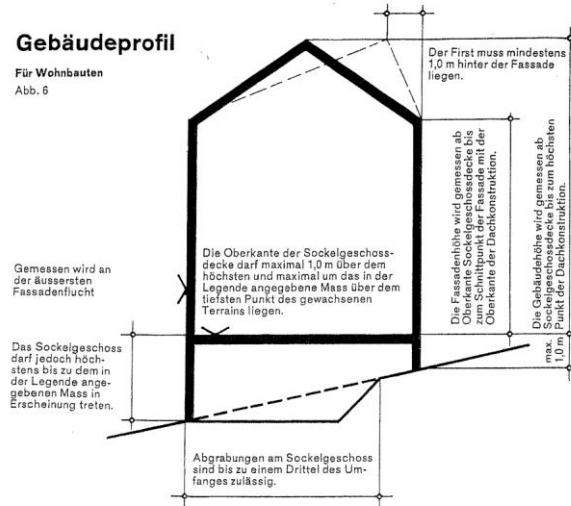 Gebäudeprofil
Für Wohnbauten
Abb. 6
Der First muss mindestens
1,0 m hinter der Fassade
liegen.
Die Fassadenhöhe wird gemessen ab
Oberkante Sockelgeschossdecke bis
zum Schnittpunkt der Fassade mit der
Oberkante der Dachkonstruktion.
Die Gebäudehöhe wird gemessen ab
Sockelgeschossdecke bis zum höchsten
Punkt der Dachkonstruktion.
Die Oberkante der Sockelgeschoss-
decke darf maximal 1,0 m über dem
höchsten und maximal um das in der
Legende angegebene Mass über dem
tiefsten Punkt des gewachsenen
Terrains liegen.
Gemessen wird an
der äussersten
Fassadenflucht
max.
1,0 m
Das Sockelgeschoss
darf jedoch höch-
stens bis zu dem in
der Legende ange-
gebenen Mass in
Erscheinung treten.
Abgrabungen am Sockelgeschoss
sind bis zu einem Drittel des Um-
fanges zulässig.